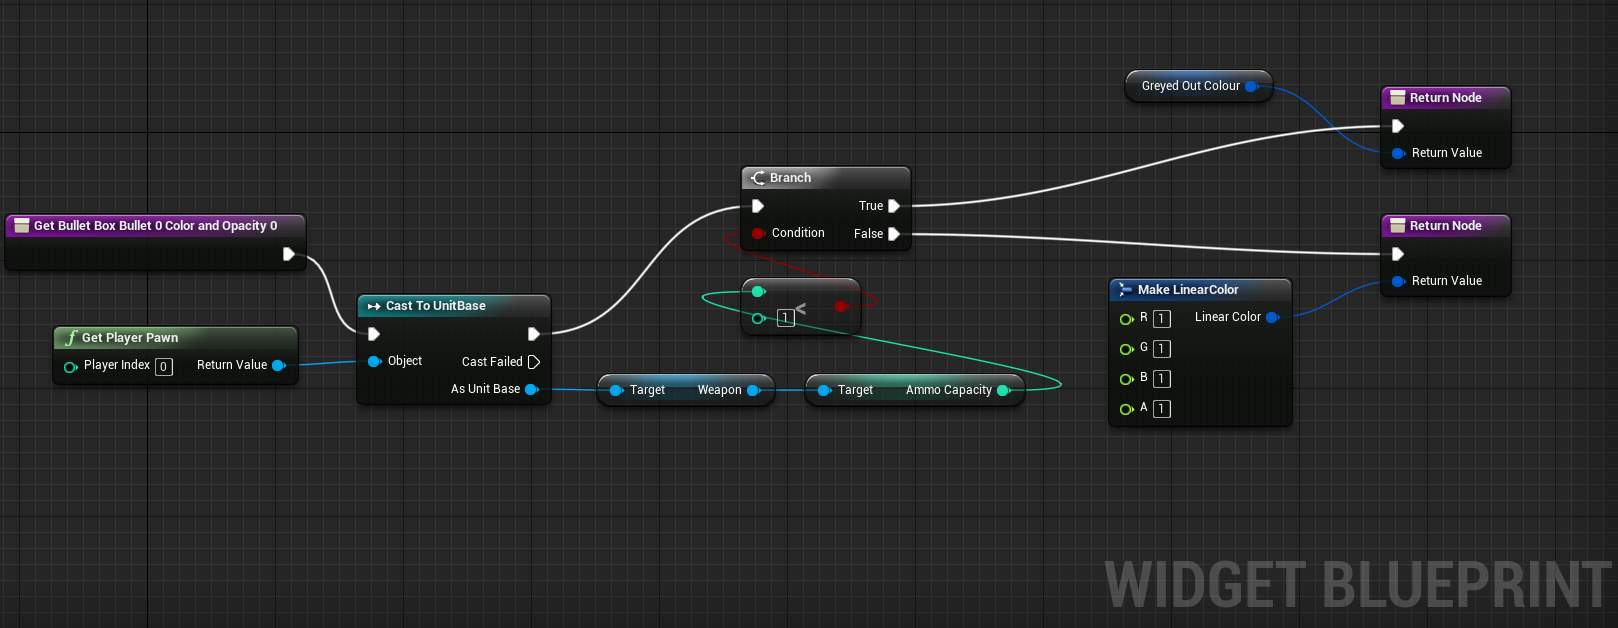 Greyed Out Colour
Return Node
Return Value
Branch
True
Condition
False
Get Bullet Box Bullet 0 Color and Opacity 0
Return Node
Return Value
Cast To UnitBase
Object
Cast Failed
As Unit Base
<
1
Make LinearColor
R 1
Linear Color
G 1
B 1
A 1
Get Player Pawn
Player Index 0
Return Value
Target
Weapon
Target
Ammo Capacity
WIDGET BLUEPRINT